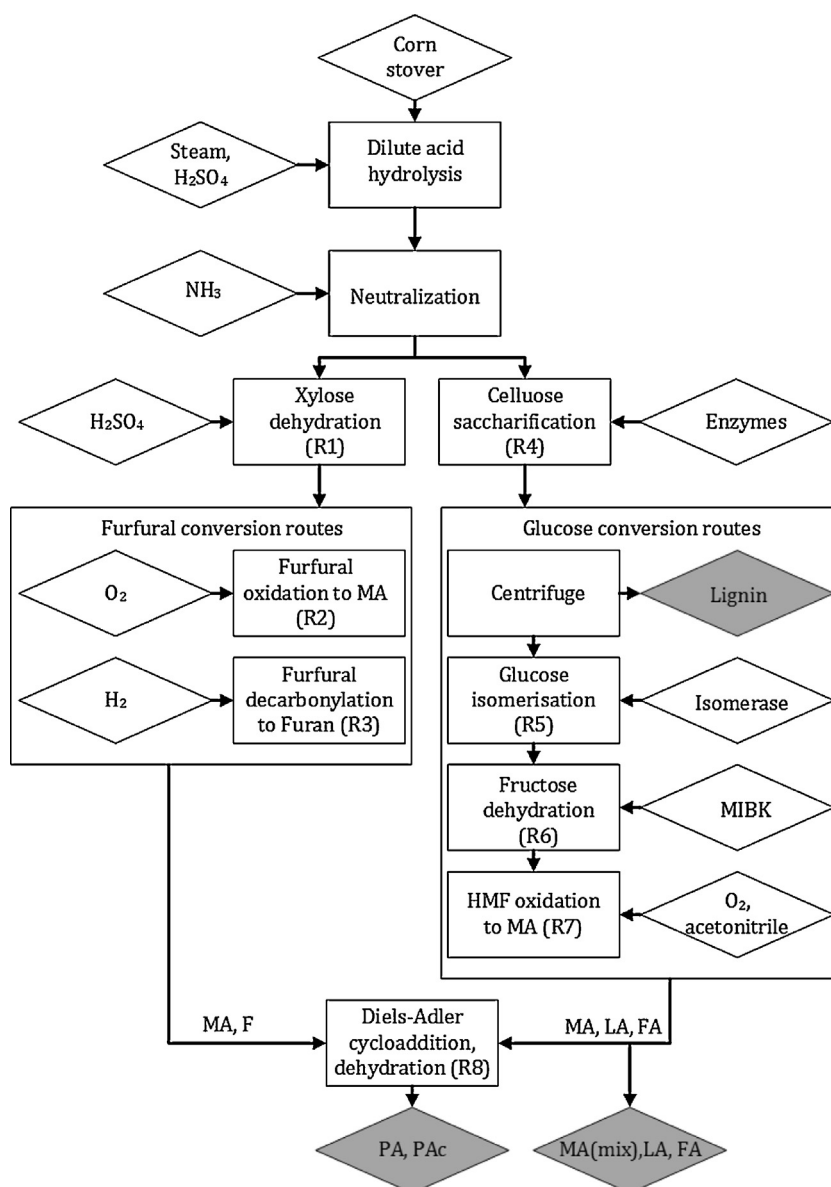 Corn
stover
Steam,
H₂SO₄
Dilute acid
hydrolysis
NH₃
Neutralization
H₂SO₄
Xylose
dehydration
(R1)
Celluose
saccharification
(R4)
Enzymes
Furfural conversion routes
O₂
Furfural
oxidation to MA
(R2)
H₂
Furfural
decarbonylation
to Furan (R3)
Glucose conversion routes
Centrifuge
Lignin
Glucose
isomerisation
(R5)
Isomerase
Fructose
dehydration
(R6)
MIBK
HMF oxidation
to MA (R7)
O₂,
acetonitrile
MA, F
Diels-Adler
cycloaddition,
dehydration (R8)
MA, LA, FA
PA, PAc
MA(mix),LA, FA